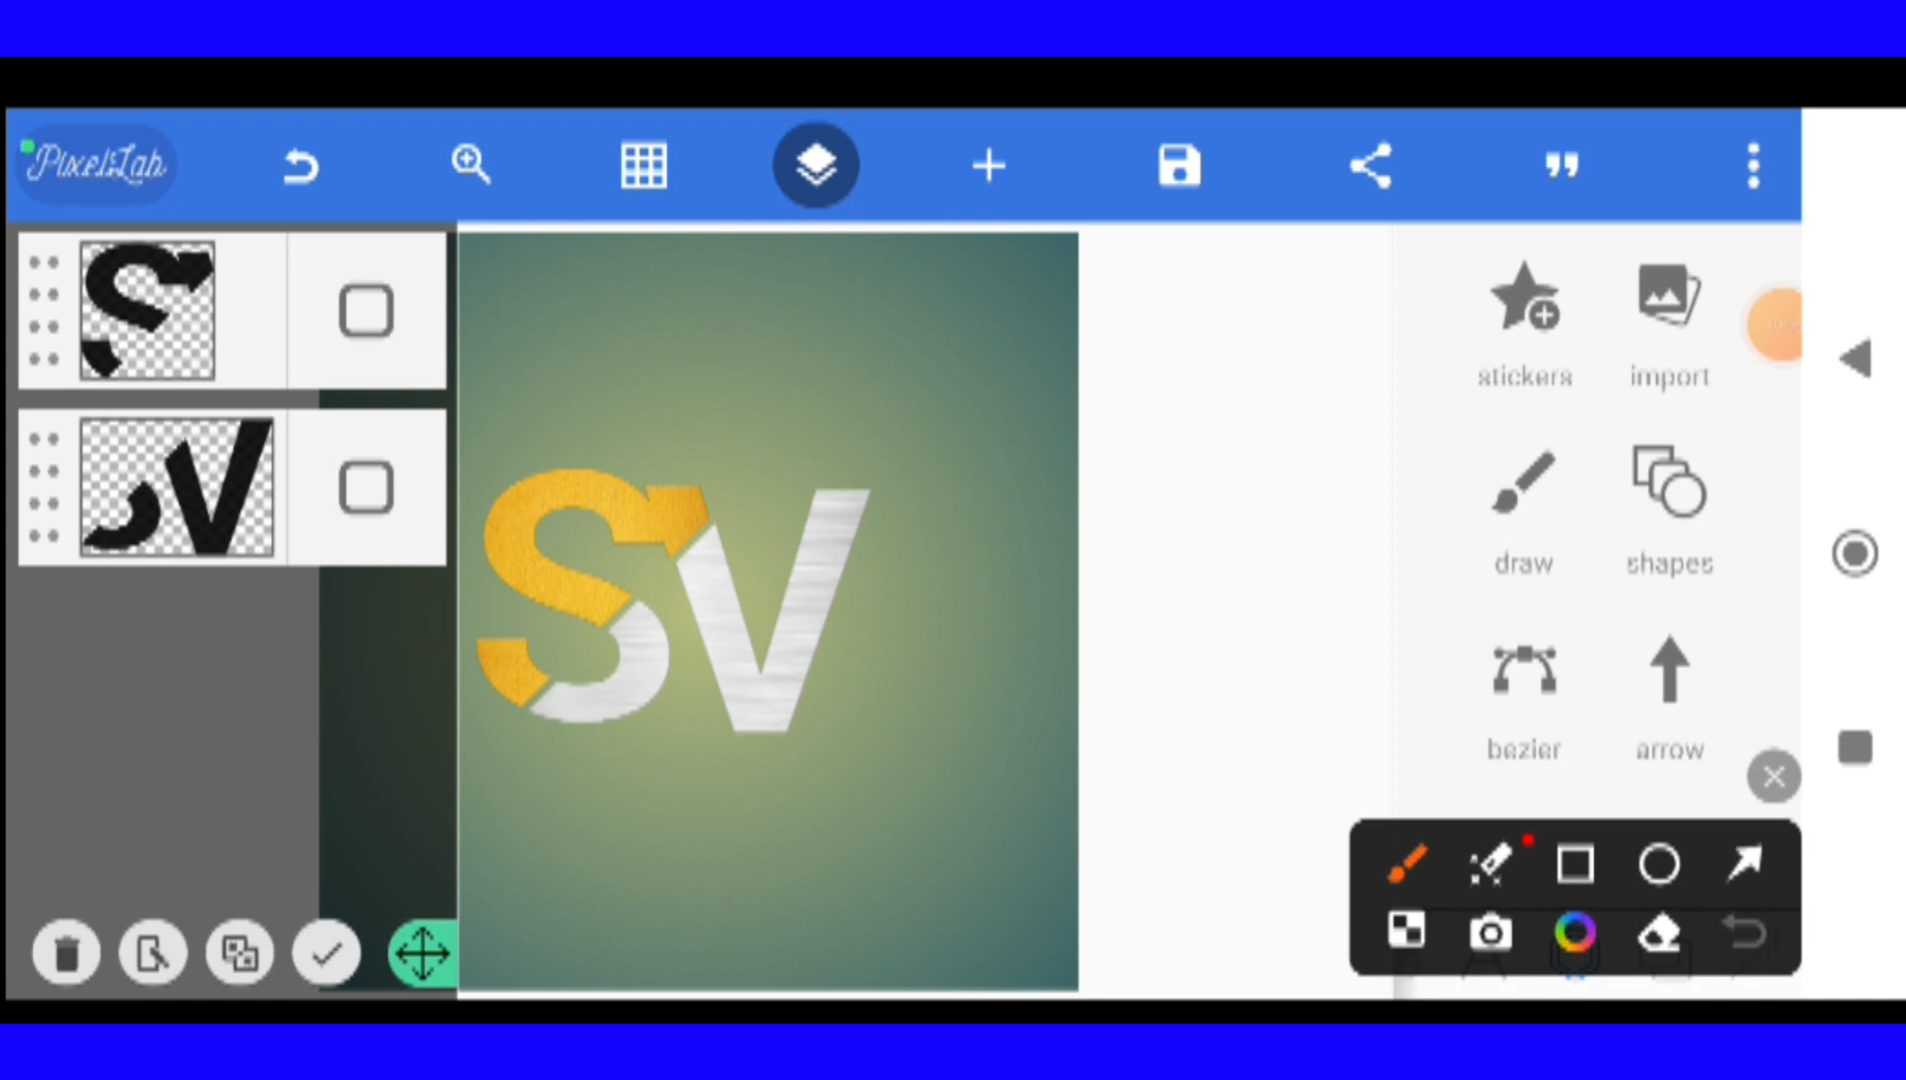 PixelLab
stickers
import
draw
shapes
bezier
arrow
SV